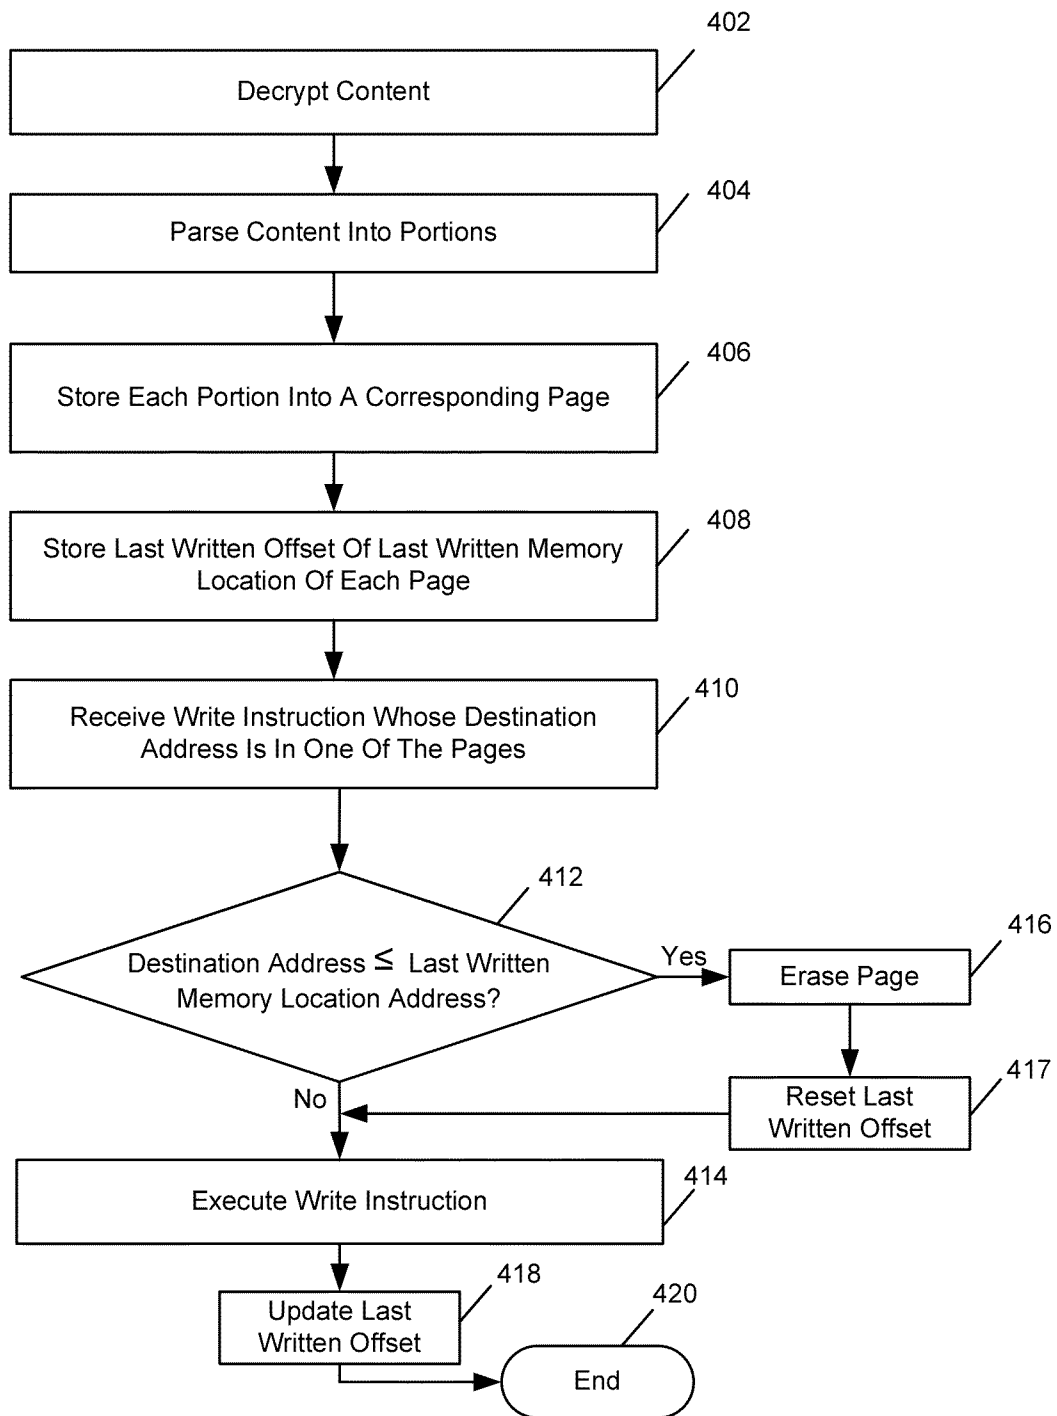 402
Decrypt Content
404
Parse Content Into Portions
406
Store Each Portion Into A Corresponding Page
408
Store Last Written Offset Of Last Written Memory
Location Of Each Page
410
Receive Write Instruction Whose Destination
Address Is In One Of The Pages
412
Destination Address ≤ Last Written
Memory Location Address?
Yes
416
Erase Page
417
Reset Last
Written Offset
No
414
Execute Write Instruction
418
Update Last
Written Offset
420
End